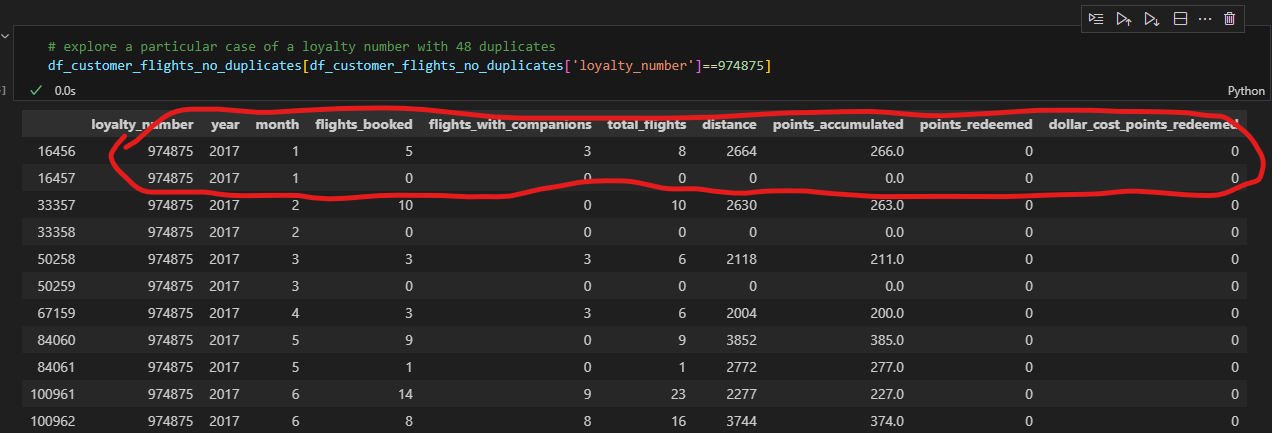 # explore a particular case of a loyalty number with 48 duplicates
df_customer_flights_no_duplicates[df_customer_flights_no_duplicates['loyalty_number']==974875]
0.0s Python
loyalty_number year month flights_booked flights_with_companions total_flights distance points_accumulated points_redeemed dollar_cost_points_redeemed
16456 974875 2017 1 5 3 8 2664 266.0 0 0
16457 974875 2017 1 0 0 0 0 0.0 0 0
33357 974875 2017 2 10 0 10 2630 263.0 0 0
33358 974875 2017 2 0 0 0 0 0.0 0 0
50258 974875 2017 3 3 3 6 2118 211.0 0 0
50259 974875 2017 3 0 0 0 0 0.0 0 0
67159 974875 2017 4 3 3 6 2004 200.0 0 0
84060 974875 2017 5 9 0 9 3852 385.0 0 0
84061 974875 2017 5 1 0 1 2772 277.0 0 0
100961 974875 2017 6 14 9 23 2277 227.0 0 0
100962 974875 2017 6 8 8 16 3744 374.0 0 0